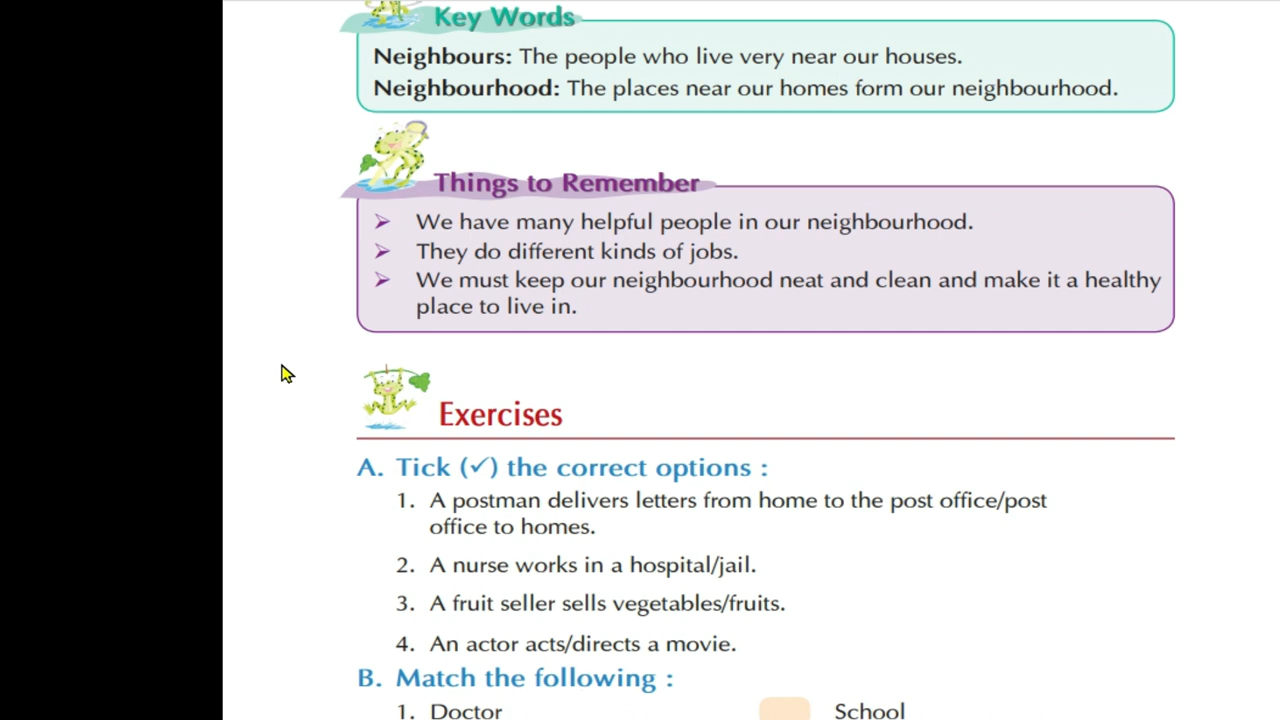 Key Words
Neighbours: The people who live very near our houses.
Neighbourhood: The places near our homes form our neighbourhood.
Things to Remember
➢ We have many helpful people in our neighbourhood.
➢ They do different kinds of jobs.
➢ We must keep our neighbourhood neat and clean and make it a healthy
place to live in.
Exercises
A. Tick (✓) the correct options :
1. A postman delivers letters from home to the post office/post
office to homes.
2. A nurse works in a hospital/jail.
3. A fruit seller sells vegetables/fruits.
4. An actor acts/directs a movie.
B. Match the following :
1. Doctor School